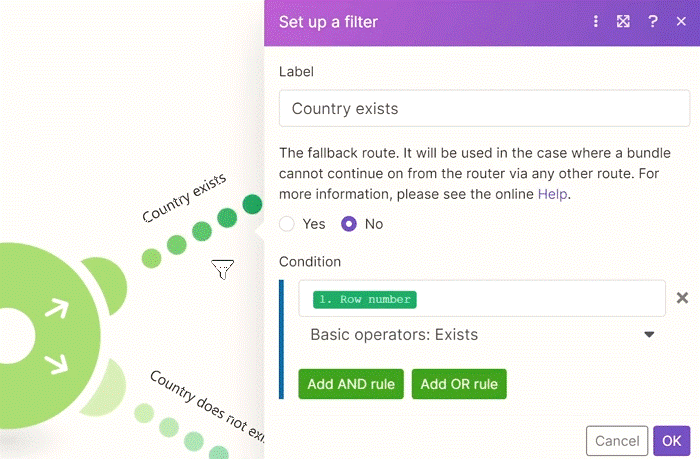 Set up a filter
?
Label
Country exists
The fallback route. It will be used in the case where a bundle
cannot continue on from the router via any other route. For
more information, please see the online Help.
Yes No
Condition
1. Row number
Basic operators: Exists
Add AND rule Add OR rule
Cancel OK
Country exists
Country does not exi